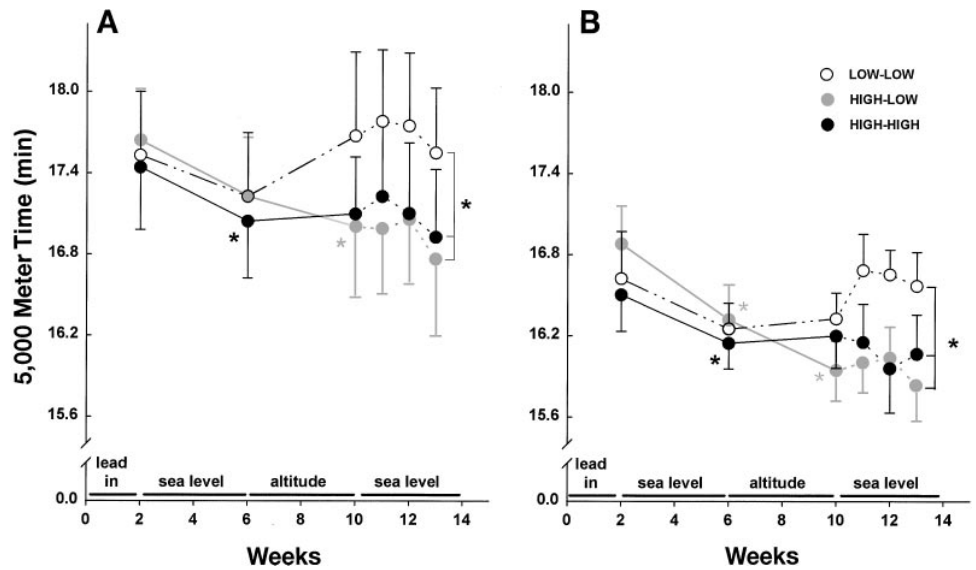 A
B
5,000 Meter Time (min)
18.0
17.4
16.8
16.2
15.6
0.0
*
*
*
lead
in
sea level
altitude
sea level
0 2 4 6 8 10 12 14
Weeks
LOW-LOW
HIGH-LOW
HIGH-HIGH
18.0
17.4
16.8
16.2
15.6
0.0
*
*
*
*
lead
in
sea level
altitude
sea level
0 2 4 6 8 10 12 14
Weeks